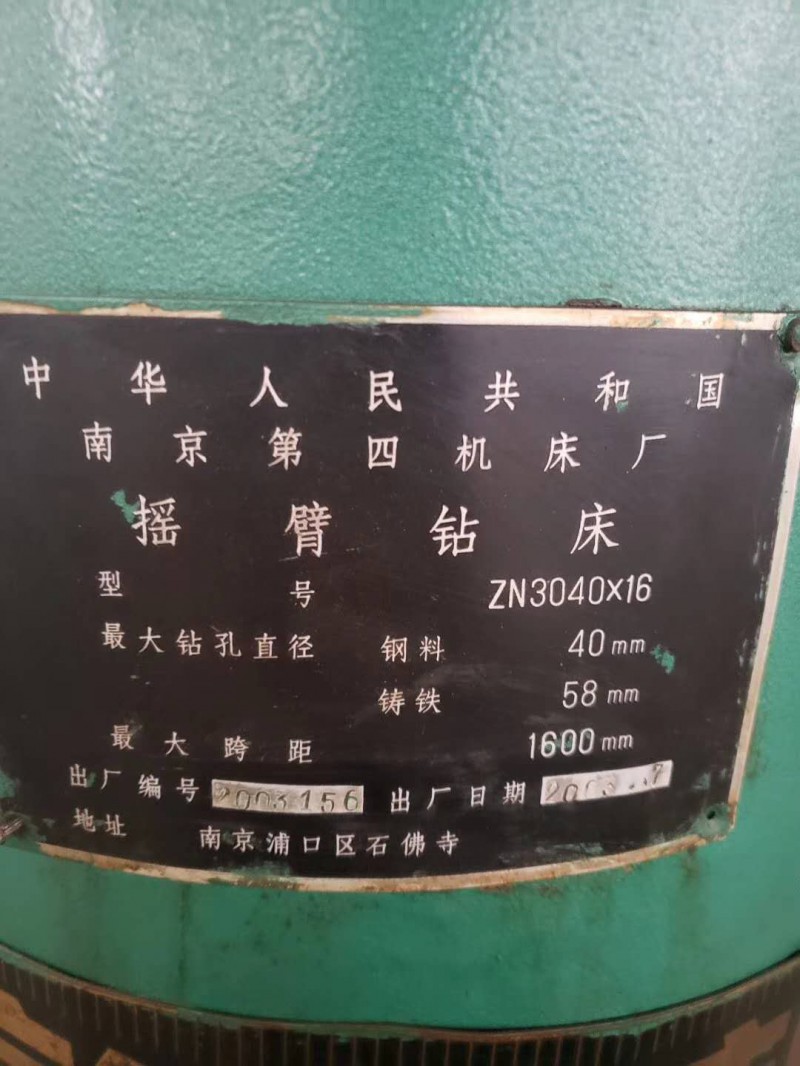 中华人民共和国
南京第四机床厂
摇臂钻床
型号 ZN3040×16
最大钻孔直径 钢料 40mm
铸铁 58mm
最大跨距 1600mm
出厂编号 2003156 出厂日期
地址 南京浦口区石佛寺